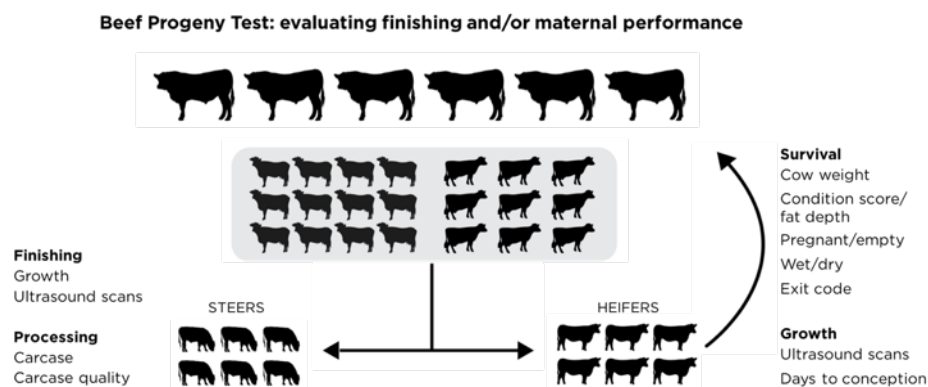 Beef Progeny Test: evaluating finishing and/or maternal performance
Finishing
Growth
Ultrasound scans
Processing
Carcase
Carcase quality
STEERS
HEIFERS
Survival
Cow weight
Condition score/
fat depth
Pregnant/empty
Wet/dry
Exit code
Growth
Ultrasound scans
Days to conception